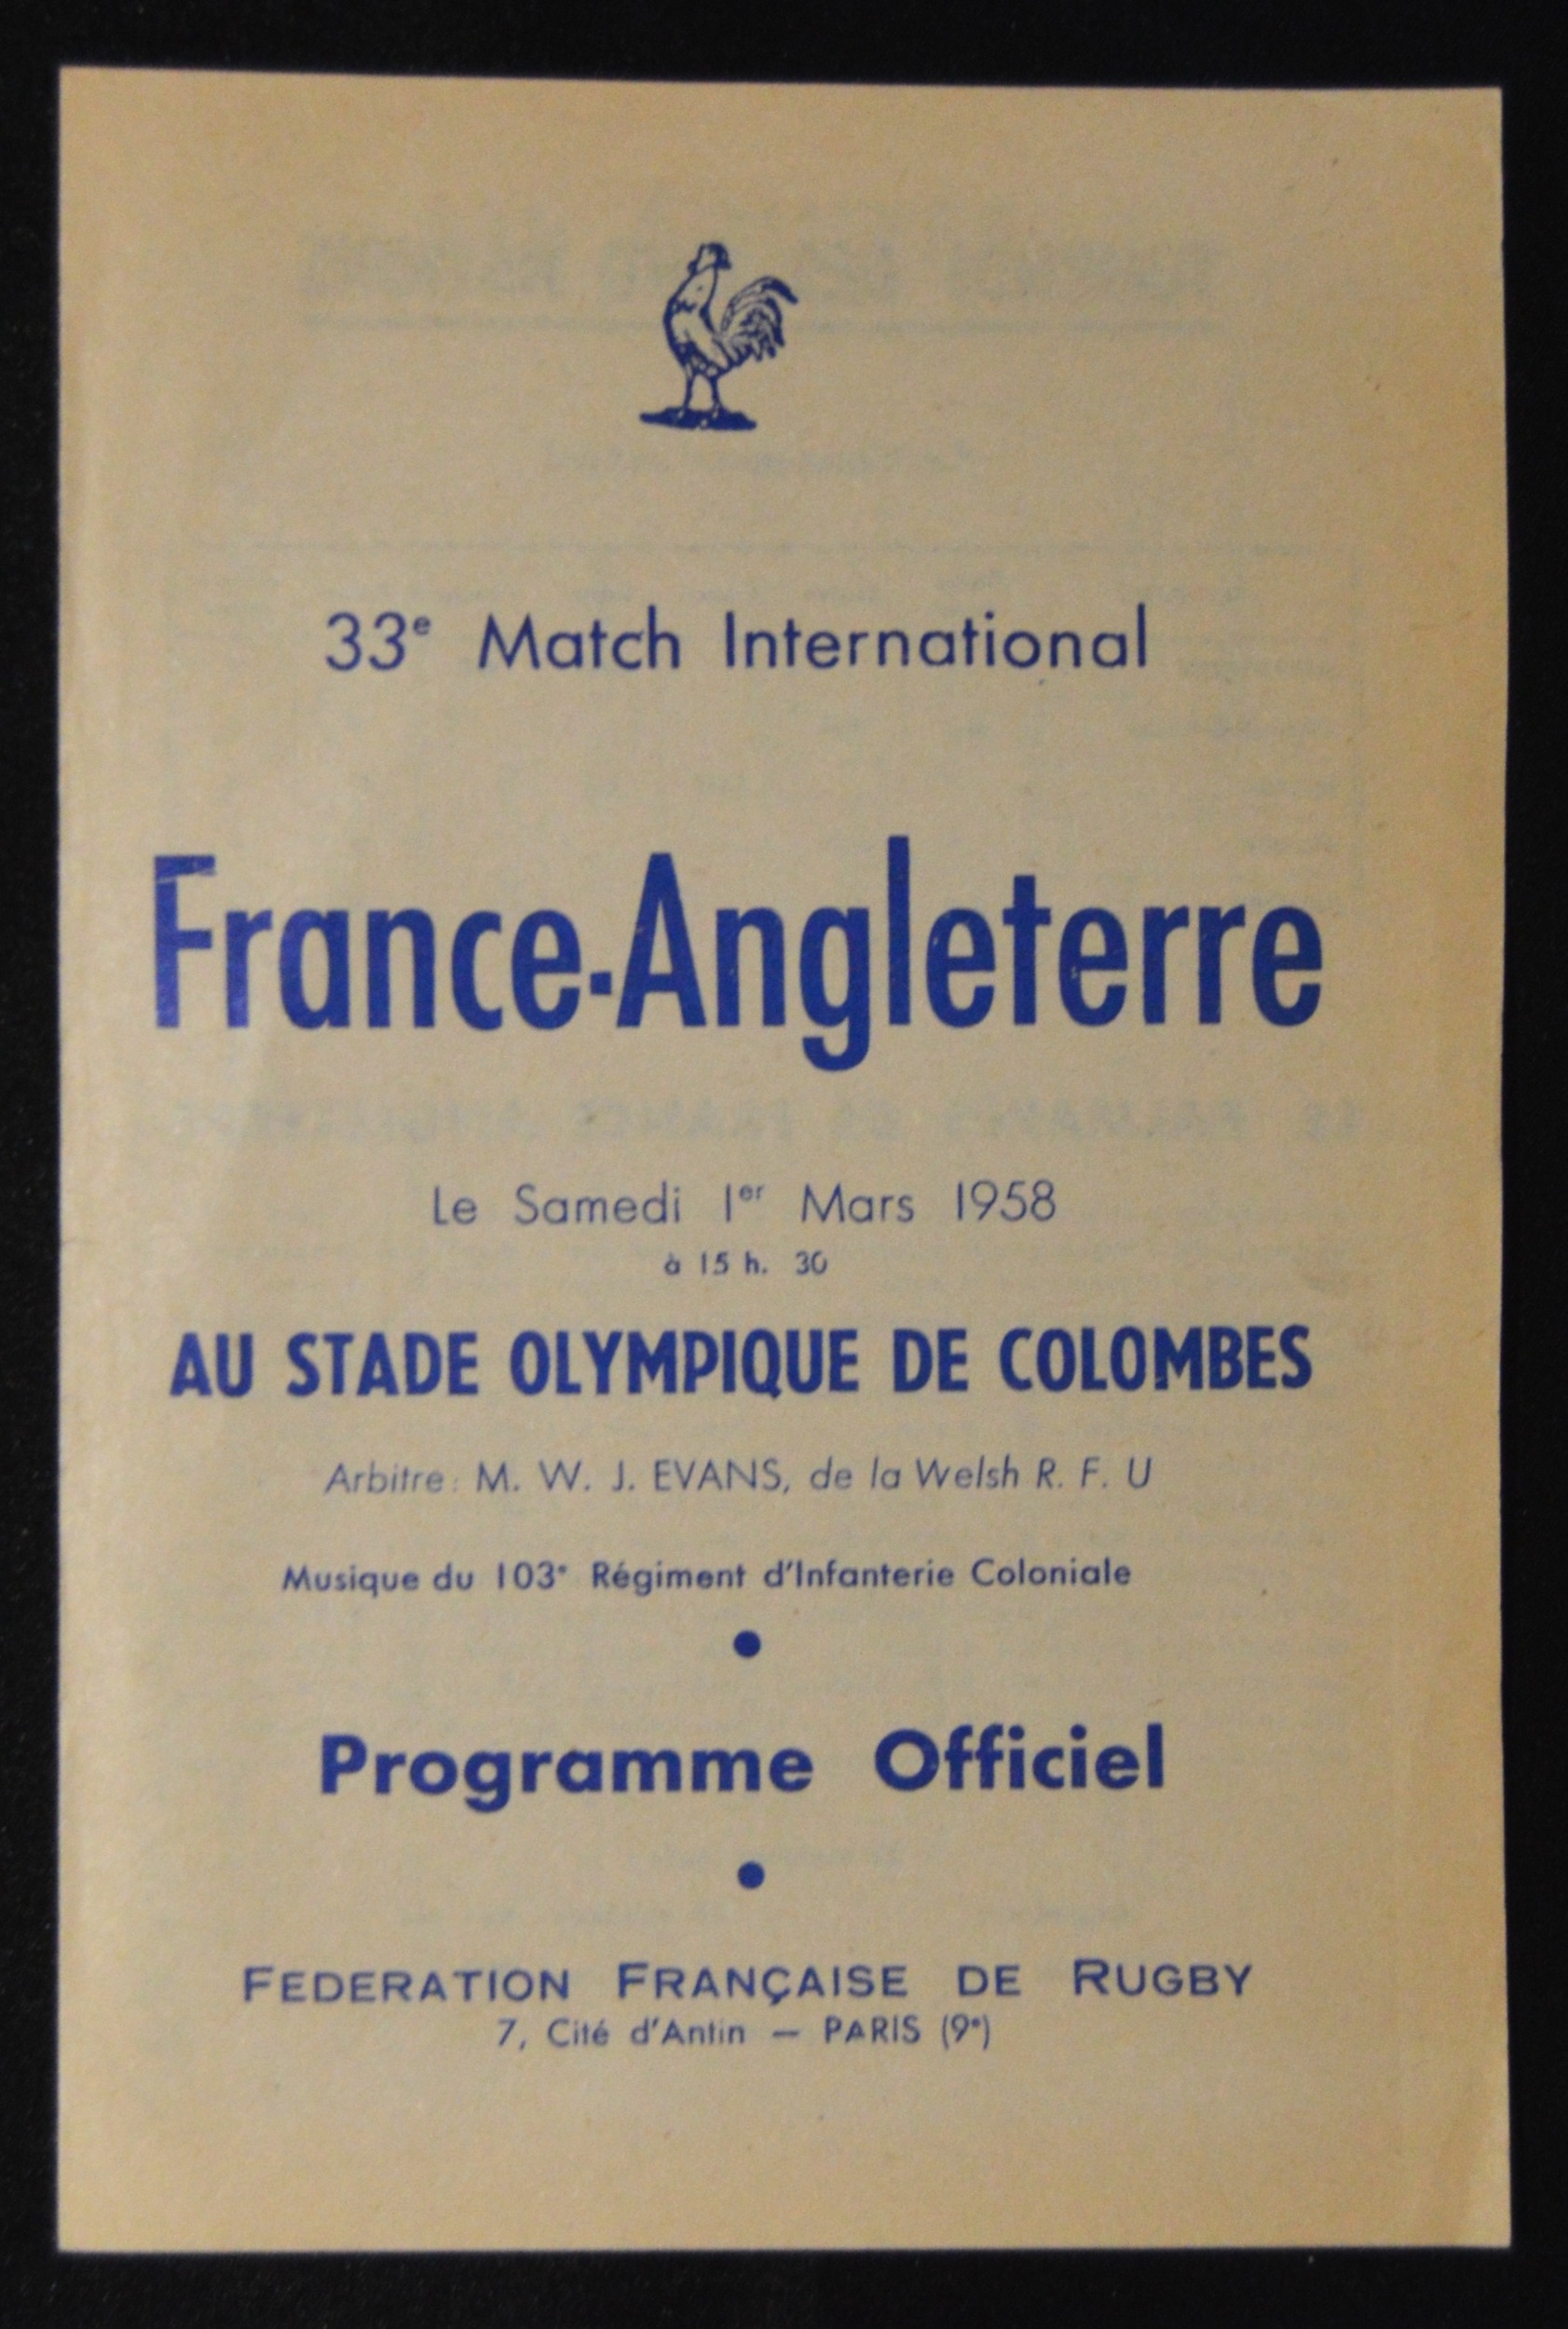 33e Match International
France-Angleterre
Le Samedi 1er Mars 1958
à 15 h. 30
AU STADE OLYMPIQUE DE COLOMBES
Arbitre : M. W. J. EVANS, de la Welsh R. F. U
Musique du 103e Régiment d'Infanterie Coloniale
•
Programme Officiel
•
FEDERATION FRANÇAISE DE RUGBY
7, Cité d'Antin — PARIS (9e)